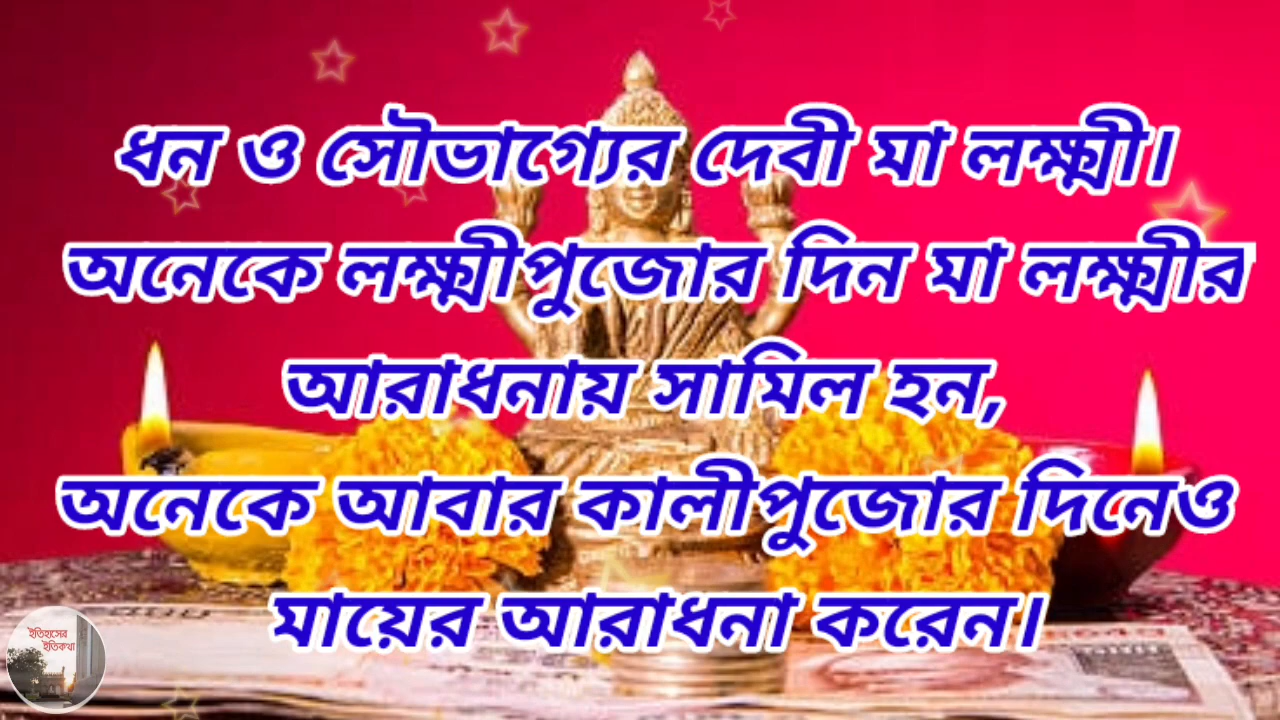 ধন ও সৌভাগ্যের দেবী মা লক্ষ্মী।
অনেকে লক্ষ্মীপুজোর দিন মা লক্ষ্মীর
আরাধনায় সামিল হন,
অনেকে আবার কালীপুজোর দিনেও
মায়ের আরাধনা করেন।
ইতিহাসের
ইতিকথা